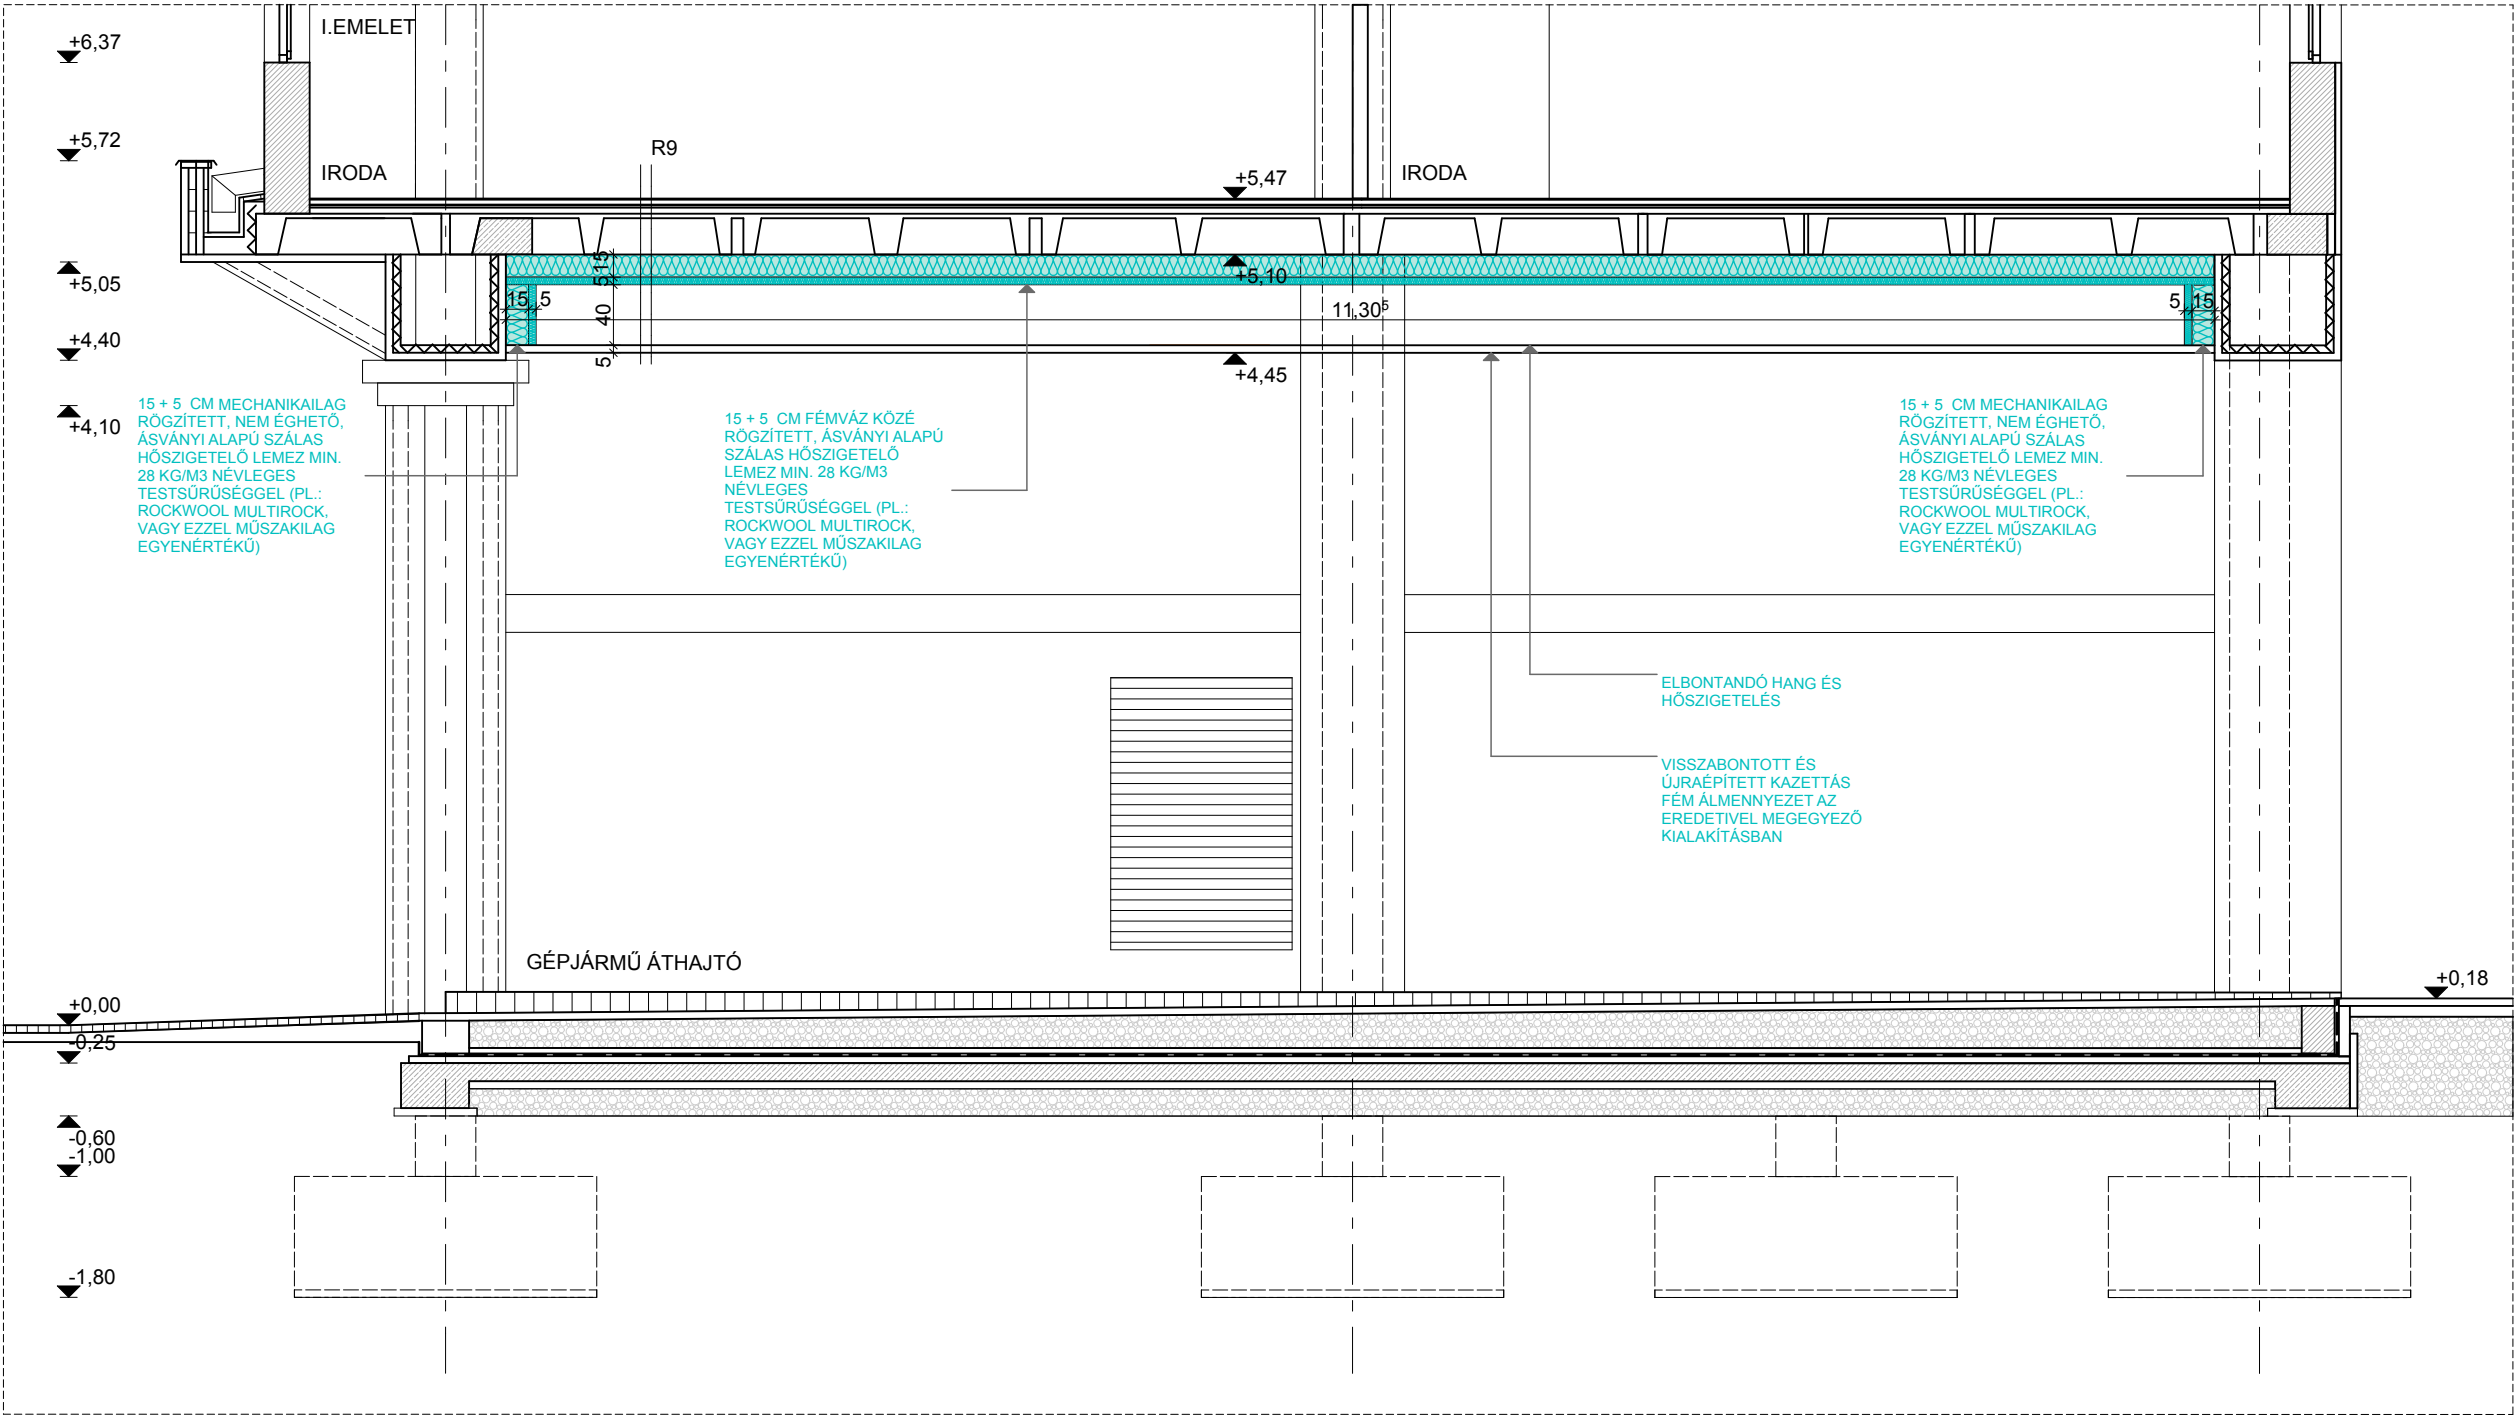 I.EMELET
+6,37
+5,72
R9
IRODA
+5,47
IRODA
15
5
+5,05
+5,10
15
5
40
11,30⁵
5
15
+4,40
5
+4,45
+4,10
15 + 5 CM MECHANIKAILAG
RÖGZÍTETT, NEM ÉGHETŐ,
ÁSVÁNYI ALAPÚ SZÁLAS
HŐSZIGETELŐ LEMEZ MIN.
28 KG/M3 NÉVLEGES
TESTSŰRŰSÉGGEL (PL.:
ROCKWOOL MULTIROCK,
VAGY EZZEL MŰSZAKILAG
EGYENÉRTÉKŰ)
15 + 5 CM FÉMVÁZ KÖZÉ
RÖGZÍTETT, ÁSVÁNYI ALAPÚ
SZÁLAS HŐSZIGETELŐ
LEMEZ MIN. 28 KG/M3
NÉVLEGES
TESTSŰRŰSÉGGEL (PL.:
ROCKWOOL MULTIROCK,
VAGY EZZEL MŰSZAKILAG
EGYENÉRTÉKŰ)
15 + 5 CM MECHANIKAILAG
RÖGZÍTETT, NEM ÉGHETŐ,
ÁSVÁNYI ALAPÚ SZÁLAS
HŐSZIGETELŐ LEMEZ MIN.
28 KG/M3 NÉVLEGES
TESTSŰRŰSÉGGEL (PL.:
ROCKWOOL MULTIROCK,
VAGY EZZEL MŰSZAKILAG
EGYENÉRTÉKŰ)
ELBONTANDÓ HANG ÉS
HŐSZIGETELÉS
VISSZABONTOTT ÉS
ÚJRAÉPÍTETT KAZETTÁS
FÉM ÁLMENNYEZET AZ
EREDETIVEL MEGEGYEZŐ
KIALAKÍTÁSBAN
GÉPJÁRMŰ ÁTHAJTÓ
+0,18
+0,00
-0,25
-0,60
-1,00
-1,80